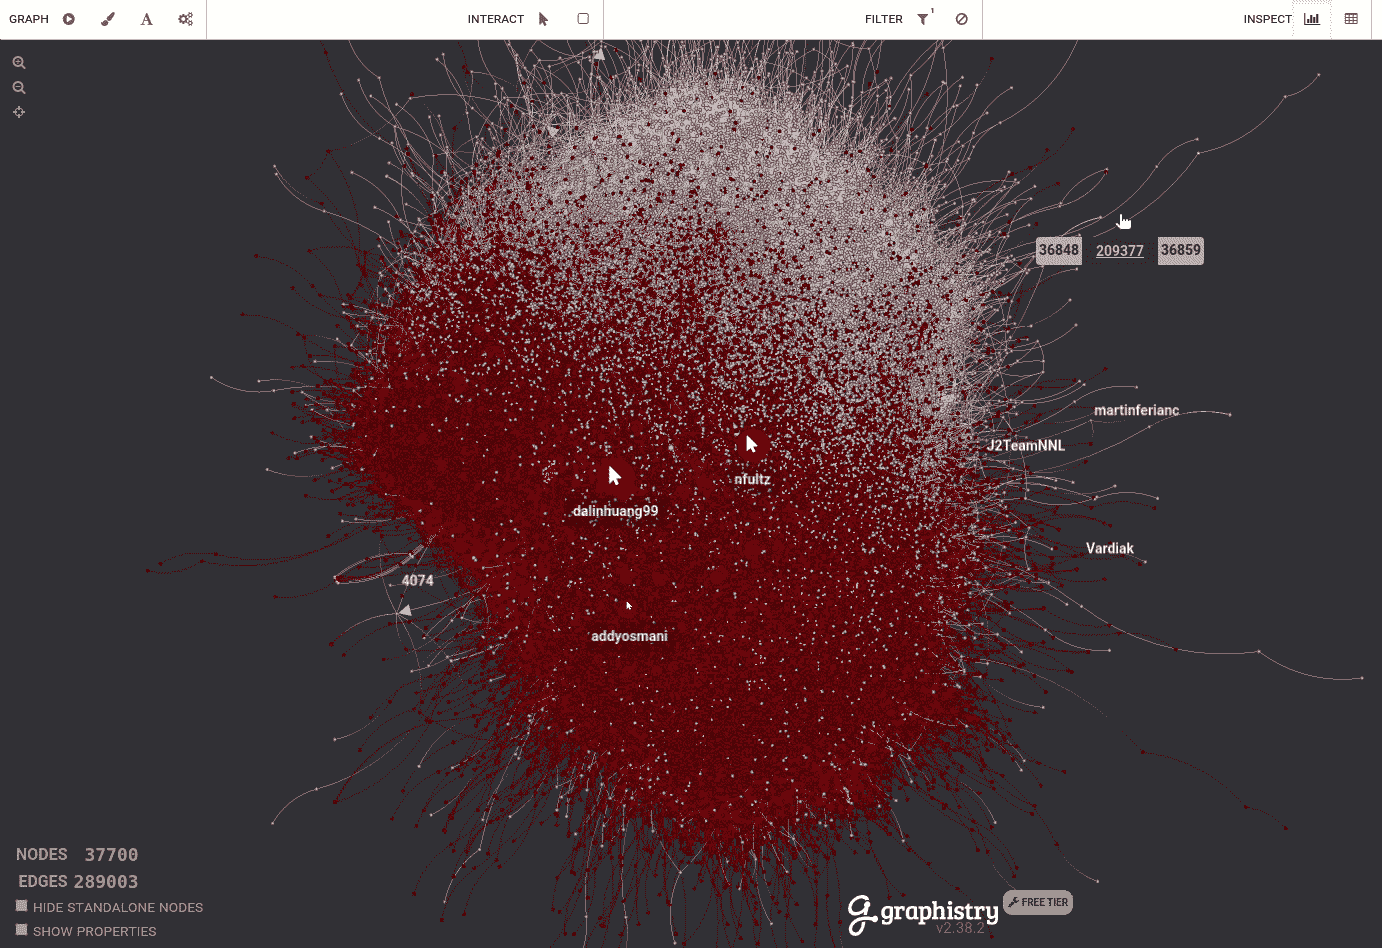 GRAPH A INTERACT FILTER 1 INSPECT
36848 209377 36859
martinferianc
J2TeamNNL
nfultz
dalinhuang99
Vardiak
4074
addyosmani
NODES 37700
EDGES 289003
HIDE STANDALONE NODES
SHOW PROPERTIES
graphistry FREE TIER
v2.38.2